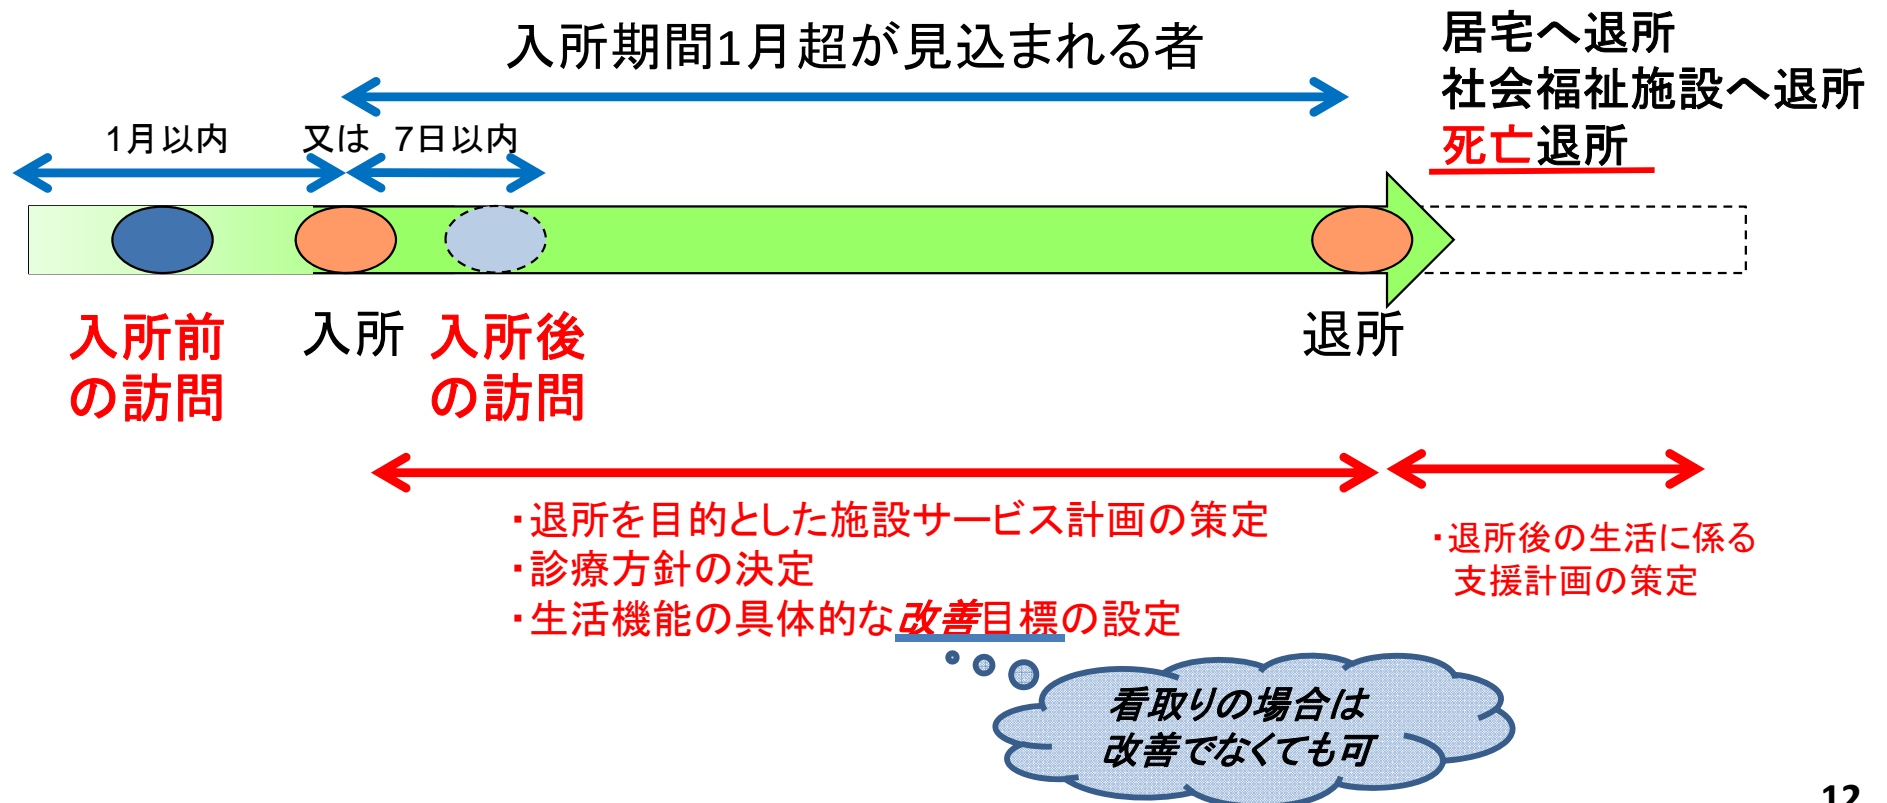 入所期間1月超が見込まれる者
居宅へ退所
社会福祉施設へ退所
死亡退所
1月以内
又は
7日以内
入所前
の訪問
入所
入所後
の訪問
退所
・退所を目的とした施設サービス計画の策定
・診療方針の決定
・生活機能の具体的な改善目標の設定
・退所後の生活に係る
支援計画の策定
看取りの場合は
改善でなくても可
12